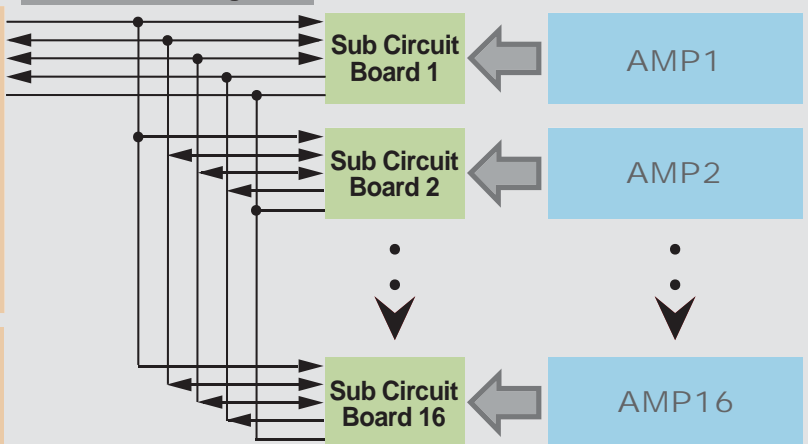 Sub Circuit
Board 1
AMP1
Sub Circuit
Board 2
AMP2
Sub Circuit
Board 16
AMP16